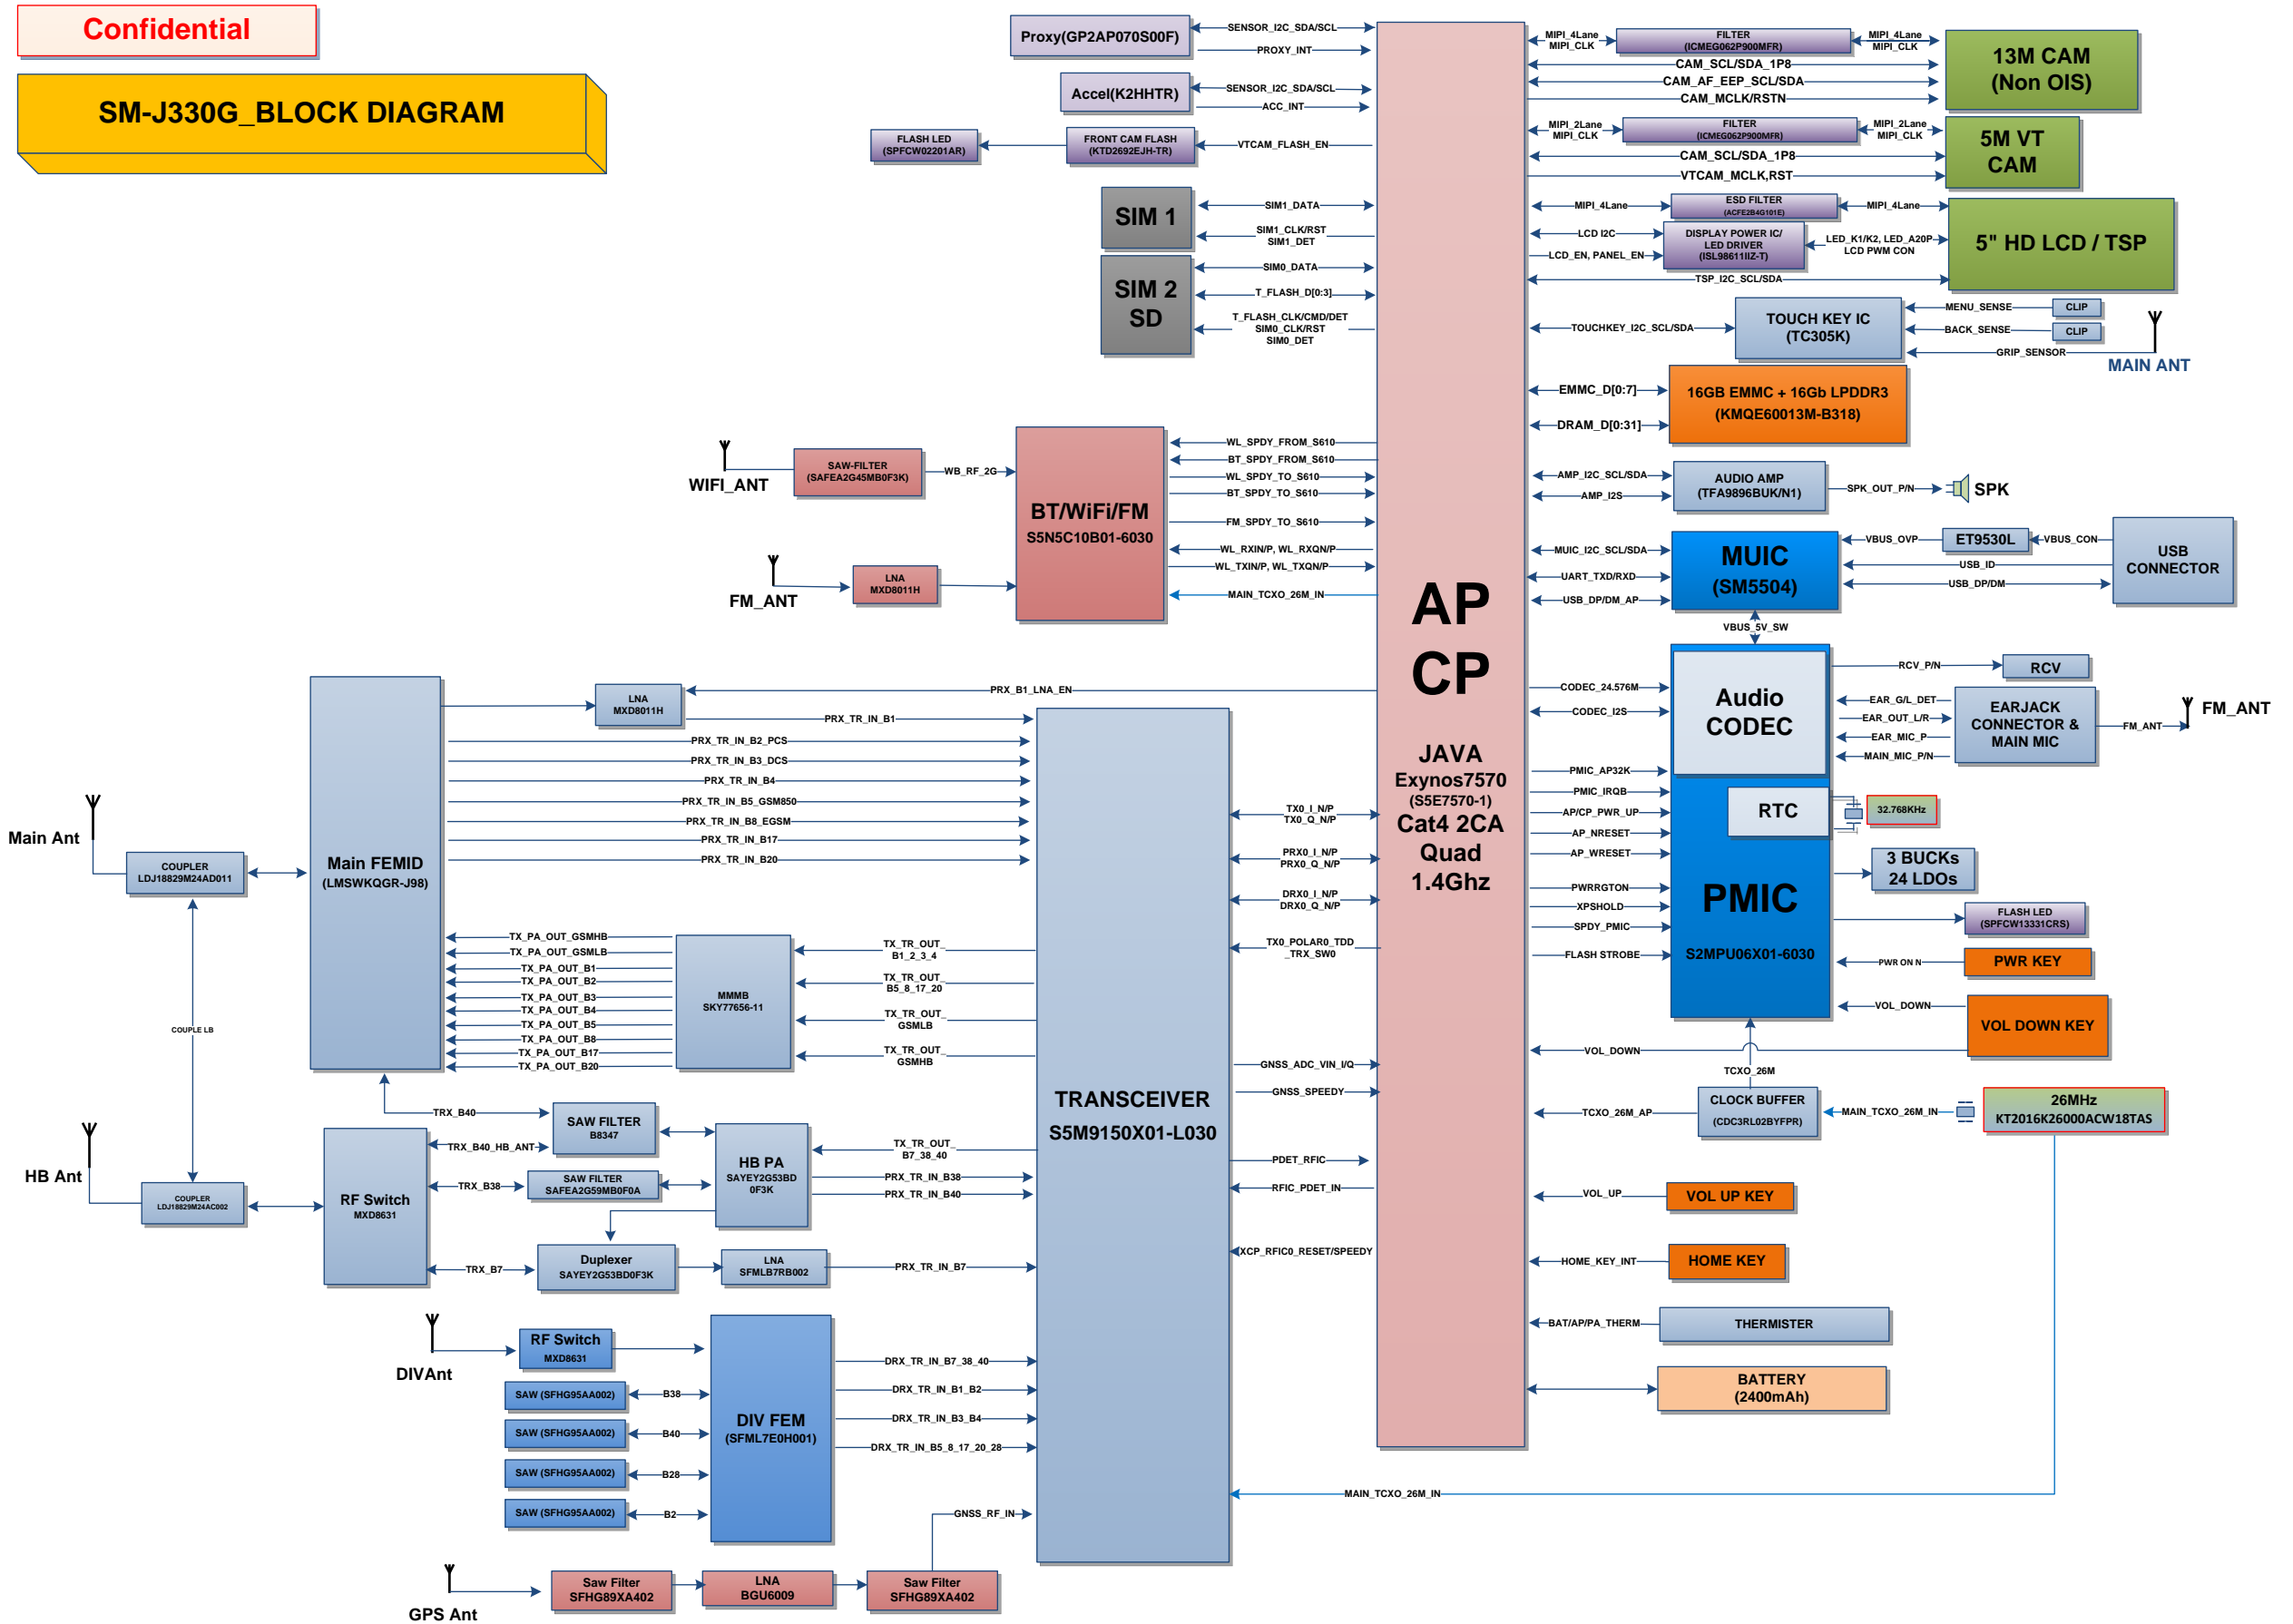 Confidential
SM-J330G_BLOCK DIAGRAM
Proxy(GP2AP070S00F)
SENSOR_I2C_SDA/SCL
PROXY_INT
Accel(K2HHTR)
SENSOR_I2C_SDA/SCL
ACC_INT
FLASH LED
(SPFCW02201AR)
FRONT CAM FLASH
(KTD2692EJH-TR)
VTCAM_FLASH_EN
SIM 1
SIM1_DATA
SIM1_CLK/RST
SIM1_DET
SIM 2
SD
SIM0_DATA
T_FLASH_D[0:3]
T_FLASH_CLK/CMD/DET
SIM0_CLK/RST
SIM0_DET
WIFI_ANT
SAW-FILTER
(SAFEA2G45MB0F3K)
WB_RF_2G
FM_ANT
LNA
MXD8011H
BT/WiFi/FM
S5N5C10B01-6030
WL_SPDY_FROM_S610
BT_SPDY_FROM_S610
WL_SPDY_TO_S610
BT_SPDY_TO_S610
FM_SPDY_TO_S610
WL_RXIN/P, WL_RXQN/P
WL_TXIN/P, WL_TXQN/P
MAIN_TCXO_26M_IN
AP
CP
JAVA
Exynos7570
(S5E7570-1)
Cat4 2CA
Quad
1.4Ghz
MIPI_4Lane
MIPI_CLK
FILTER
(ICMEG062P900MFR)
MIPI_4Lane
MIPI_CLK
CAM_SCL/SDA_1P8
CAM_AF_EEP_SCL/SDA
CAM_MCLK/RSTN
13M CAM
(Non OIS)
MIPI_2Lane
MIPI_CLK
FILTER
(ICMEG062P900MFR)
MIPI_2Lane
MIPI_CLK
CAM_SCL/SDA_1P8
VTCAM_MCLK,RST
5M VT
CAM
MIPI_4Lane
ESD FILTER
(ACFE2B4G101E)
MIPI_4Lane
LCD I2C
LCD_EN, PANEL_EN
DISPLAY POWER IC/
LED DRIVER
(ISL98611IIZ-T)
LED_K1/K2, LED_A20P
LCD PWM CON
TSP_I2C_SCL/SDA
5" HD LCD / TSP
TOUCHKEY_I2C_SCL/SDA
TOUCH KEY IC
(TC305K)
MENU_SENSE
CLIP
BACK_SENSE
CLIP
GRIP_SENSOR
MAIN ANT
EMMC_D[0:7]
DRAM_D[0:31]
16GB EMMC + 16Gb LPDDR3
(KMQE60013M-B318)
AMP_I2C_SCL/SDA
AMP_I2S
AUDIO AMP
(TFA9896BUK/N1)
SPK_OUT_P/N
SPK
MUIC_I2C_SCL/SDA
UART_TXD/RXD
USB_DP/DM_AP
MUIC
(SM5504)
VBUS_OVP
ET9530L
VBUS_CON
USB_ID
USB_DP/DM
USB
CONNECTOR
VBUS_5V_SW
CODEC_24.576M
CODEC_I2S
Audio
CODEC
RCV_P/N
RCV
EAR_G/L_DET
EAR_OUT_L/R
EAR_MIC_P
MAIN_MIC_P/N
EARJACK
CONNECTOR &
MAIN MIC
FM_ANT
FM_ANT
PMIC_AP32K
PMIC_IRQB
AP/CP_PWR_UP
AP_NRESET
AP_WRESET
PWRRGTON
XPSHOLD
SPDY_PMIC
FLASH STROBE
RTC
32.768KHz
PMIC
S2MPU06X01-6030
3 BUCKs
24 LDOs
FLASH LED
(SPFCW13331CRS)
PWR ON N
PWR KEY
VOL_DOWN
VOL DOWN KEY
VOL_DOWN
TCXO_26M
TCXO_26M_AP
CLOCK BUFFER
(CDC3RL02BYFPR)
MAIN_TCXO_26M_IN
26MHz
KT2016K26000ACW18TAS
VOL_UP
VOL UP KEY
HOME_KEY_INT
HOME KEY
BAT/AP/PA_THERM
THERMISTER
BATTERY
(2400mAh)
MAIN_TCXO_26M_IN
Main Ant
COUPLER
LDJ18829M24AD011
COUPLE LB
HB Ant
COUPLER
LDJ18829M24AC002
Main FEMID
(LMSWKQGR-J98)
LNA
MXD8011H
PRX_B1_LNA_EN
PRX_TR_IN_B1
PRX_TR_IN_B2_PCS
PRX_TR_IN_B3_DCS
PRX_TR_IN_B4
PRX_TR_IN_B5_GSM850
PRX_TR_IN_B8_EGSM
PRX_TR_IN_B17
PRX_TR_IN_B20
TX_PA_OUT_GSMHB
TX_PA_OUT_GSMLB
TX_PA_OUT_B1
TX_PA_OUT_B2
TX_PA_OUT_B3
TX_PA_OUT_B4
TX_PA_OUT_B5
TX_PA_OUT_B8
TX_PA_OUT_B17
TX_PA_OUT_B20
MMMB
SKY77656-11
TX_TR_OUT_
B1_2_3_4
TX_TR_OUT_
B5_8_17_20
TX_TR_OUT_
GSMLB
TX_TR_OUT_
GSMHB
TRANSCEIVER
S5M9150X01-L030
TX0_I_N/P
TX0_Q_N/P
PRX0_I_N/P
PRX0_Q_N/P
DRX0_I_N/P
DRX0_Q_N/P
TX0_POLAR0_TDD
_TRX_SW0
GNSS_ADC_VIN_I/Q
GNSS_SPEEDY
PDET_RFIC
RFIC_PDET_IN
XCP_RFIC0_RESET/SPEEDY
TRX_B40
SAW FILTER
B8347
RF Switch
MXD8631
TRX_B40_HB_ANT
TRX_B38
SAW FILTER
SAFEA2G59MB0F0A
HB PA
SAYEY2G53BD
0F3K
TX_TR_OUT_
B7_38_40
PRX_TR_IN_B38
PRX_TR_IN_B40
TRX_B7
Duplexer
SAYEY2G53BD0F3K
LNA
SFMLB7RB002
PRX_TR_IN_B7
DIVAnt
RF Switch
MXD8631
SAW (SFHG95AA002)
B38
SAW (SFHG95AA002)
B40
SAW (SFHG95AA002)
B28
SAW (SFHG95AA002)
B2
DIV FEM
(SFML7E0H001)
DRX_TR_IN_B7_38_40
DRX_TR_IN_B1_B2
DRX_TR_IN_B3_B4
DRX_TR_IN_B5_8_17_20_28
GNSS_RF_IN
GPS Ant
Saw Filter
SFHG89XA402
LNA
BGU6009
Saw Filter
SFHG89XA402